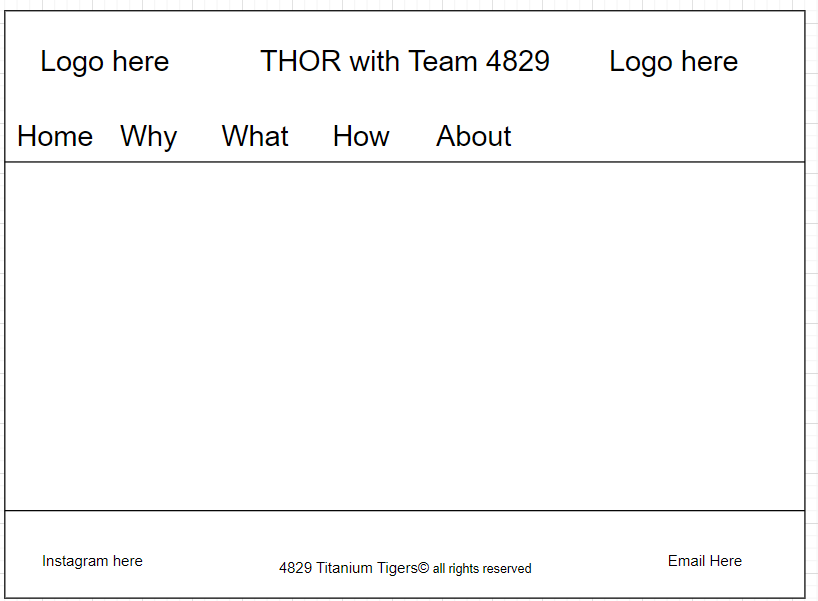 Logo here THOR with Team 4829 Logo here
Home Why What How About
Instagram here 4829 Titanium Tigers© all rights reserved Email Here